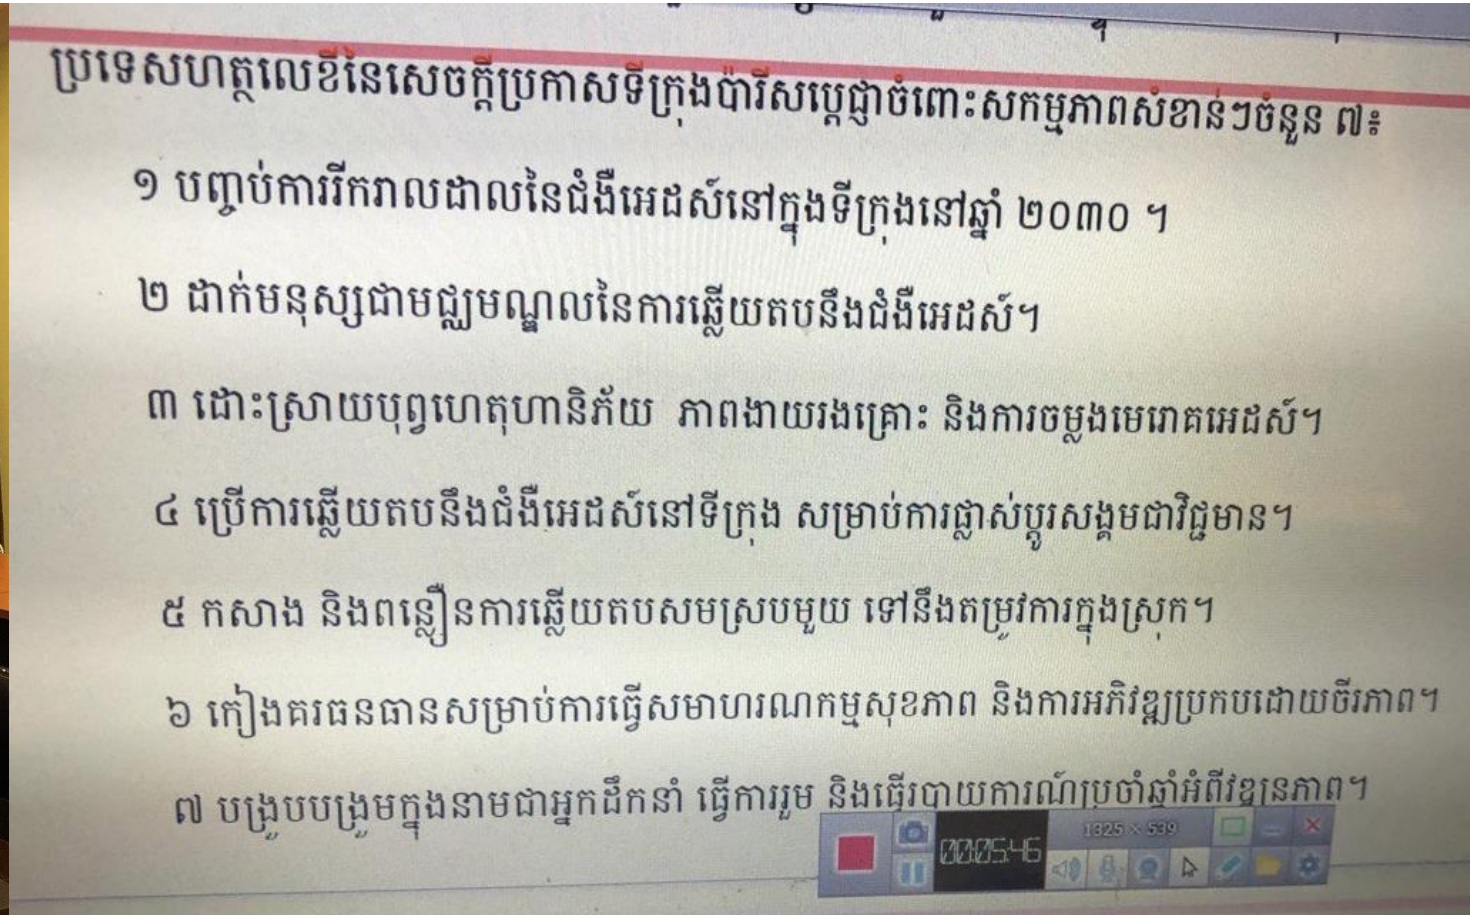 ប្រទេសហត្ថលេខីនៃសេចក្តីប្រកាសទីក្រុងប៉ារីសប្តេជ្ញាចំពោះសកម្មភាពសំខាន់ៗចំនួន ៧៖
១ បញ្ចប់ការរីករាលដាលនៃជំងឺអេដស៍នៅក្នុងទីក្រុងនៅឆ្នាំ ២០៣០ ។
២ ដាក់មនុស្សជាមជ្ឈមណ្ឌលនៃការឆ្លើយតបនឹងជំងឺអេដស៍។
៣ ដោះស្រាយបុព្វហេតុហានិភ័យ ភាពងាយរងគ្រោះ និងការចម្លងមេរោគអេដស៍។
៤ ប្រើការឆ្លើយតបនឹងជំងឺអេដស៍នៅទីក្រុង សម្រាប់ការផ្លាស់ប្តូរសង្គមជាវិជ្ជមាន។
៥ កសាង និងពន្លឿនការឆ្លើយតបសមស្របមួយ ទៅនឹងតម្រូវការក្នុងស្រុក។
៦ កៀងគរធនធានសម្រាប់ការធ្វើសមាហរណកម្មសុខភាព និងការអភិវឌ្ឍប្រកបដោយចីរភាព។
៧ បង្រួបបង្រួមក្នុងនាមជាអ្នកដឹកនាំ ធ្វើការរួម និងធ្វើរបាយការណ៍ប្រចាំឆ្នាំអំពីវឌ្ឍនភាព។
1325 × 539
00:05:46